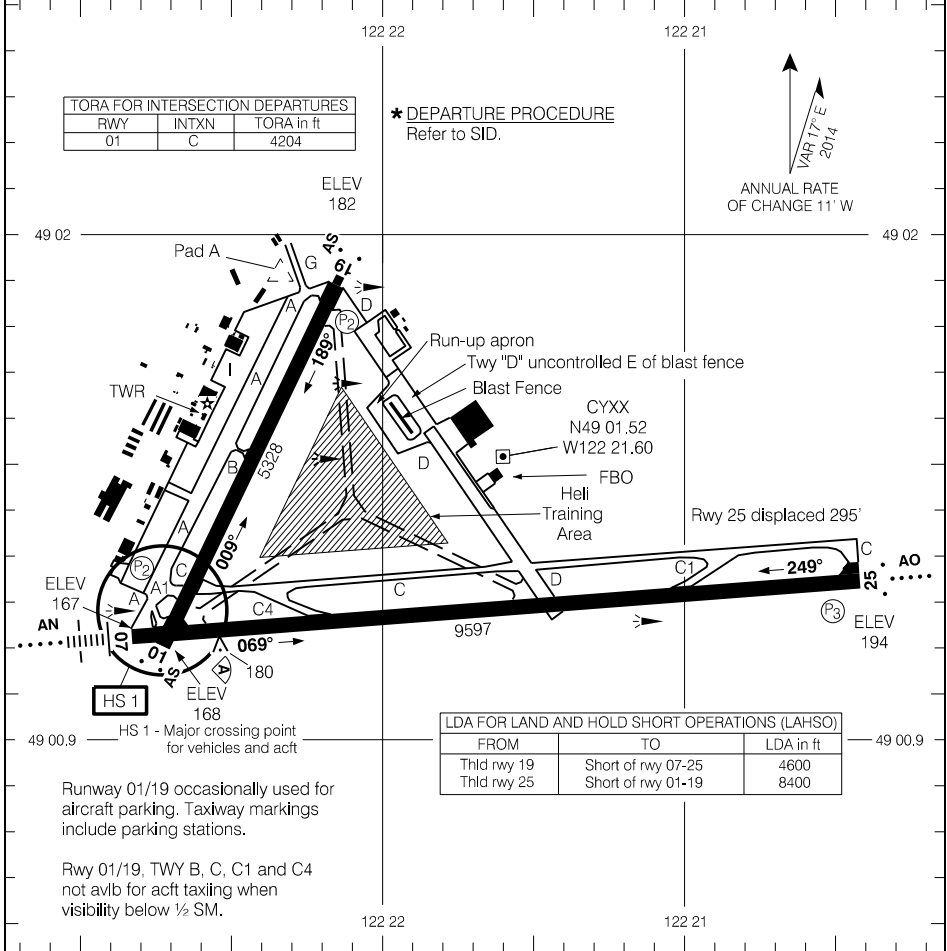 122 22
122 21
TORA FOR INTERSECTION DEPARTURES
RWY INTXN TORA in ft
01 C 4204
* DEPARTURE PROCEDURE
Refer to SID.
VAR 17° E
2014
ANNUAL RATE
OF CHANGE 11' W
ELEV
182
49 02
49 02
Pad A
AS
19
G
A
D
P2
189°
Run-up apron
Twy "D" uncontrolled E of blast fence
Blast Fence
I
A
TWR
CYXX
N49 01.52
W122 21.60
B
5328
D
FBO
Heli
Training
Area
Rwy 25 displaced 295'
A
009°
P2
C
A1
A
C4
C
D
C1
249°
C
25
AO
ELEV
167
AN
07
01
AS
069°
9597
P3
ELEV
194
A
180
HS 1
ELEV
168
HS 1 - Major crossing point
for vehicles and acft
49 00.9
49 00.9
LDA FOR LAND AND HOLD SHORT OPERATIONS (LAHSO)
FROM TO LDA in ft
Thld rwy 19 Short of rwy 07-25 4600
Thld rwy 25 Short of rwy 01-19 8400
Runway 01/19 occasionally used for
aircraft parking. Taxiway markings
include parking stations.
Rwy 01/19, TWY B, C, C1 and C4
not avlb for acft taxiing when
visibility below ½ SM.
122 22
122 21